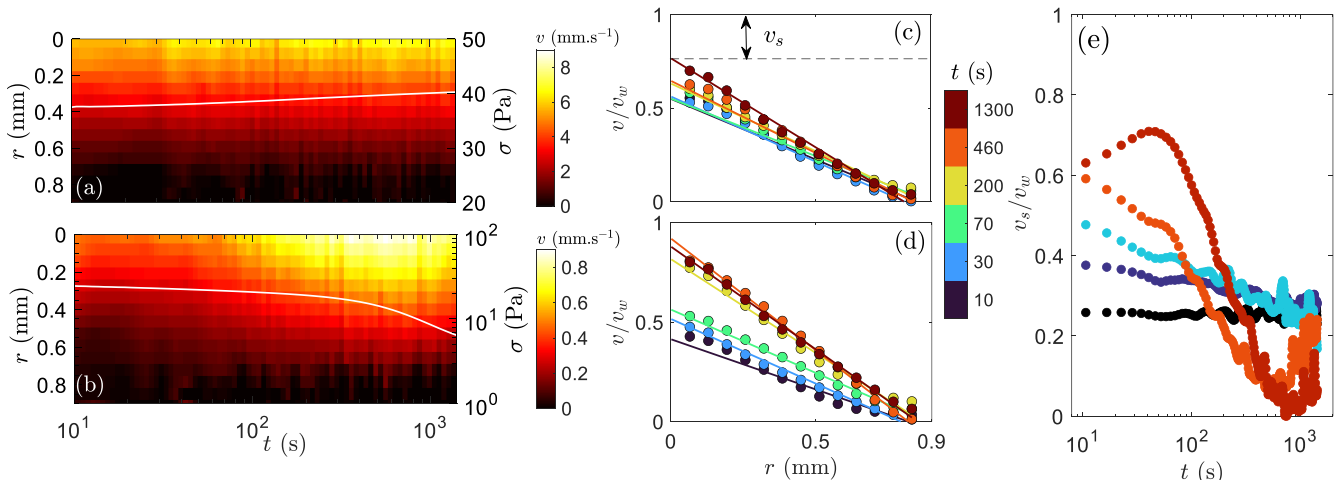 0
0.2
0.4
0.6
0.8
r (mm)
(a)
50
40
30
20
σ (Pa)
v (mm.s⁻¹)
8
6
4
2
0
0
0.2
0.4
0.6
0.8
r (mm)
(b)
10²
10¹
10⁰
σ (Pa)
v (mm.s⁻¹)
0.8
0.6
0.4
0.2
0
10¹
10²
10³
t (s)
1
0.5
0
v/v_w
v_s
(c)
1
0.5
0
v/v_w
(d)
0
0.5
0.9
r (mm)
t (s)
1300
460
200
70
30
10
(e)
1
0.8
0.6
0.4
0.2
0
v_s/v_w
10¹
10²
10³
t (s)